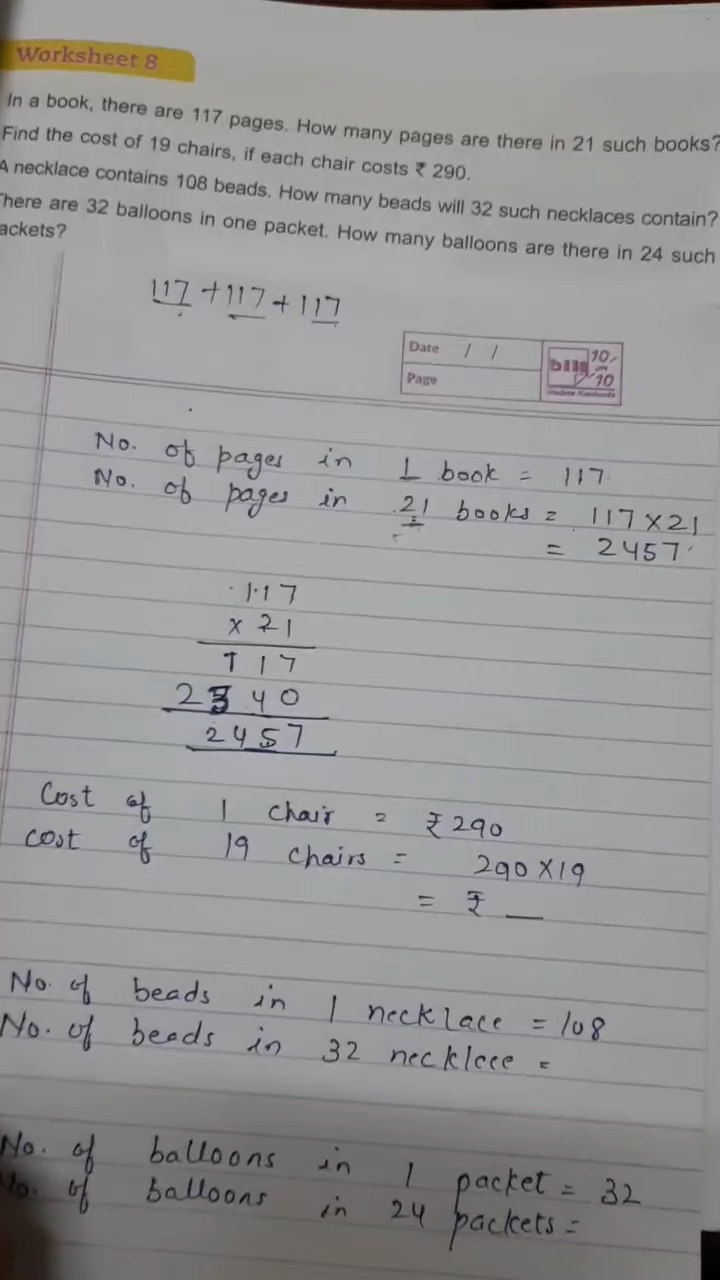 Worksheet 8
In a book, there are 117 pages. How many pages are there in 21 such books?
Find the cost of 19 chairs, if each chair costs ₹ 290.
A necklace contains 108 beads. How many beads will 32 such necklaces contain?
There are 32 balloons in one packet. How many balloons are there in 24 such
ackets?
117 + 117 + 117
Date / /
Page
10 on 10
No. of pages in 1 book = 117
No. of pages in 21 books = 117 X 21
= 2457
117
x 21
117
2340
2457
Cost of 1 chair = ₹290
cost of 19 chairs = 290 X 19
= ₹ __
No. of beads in 1 necklace = 108
No. of beads in 32 necklece =
No. of balloons in 1 packet = 32
No. of balloons in 24 packets =